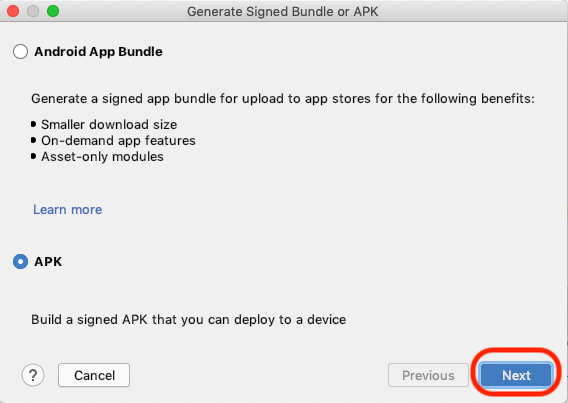 Generate Signed Bundle or APK
Android App Bundle
Generate a signed app bundle for upload to app stores for the following benefits:
• Smaller download size
• On-demand app features
• Asset-only modules
Learn more
APK
Build a signed APK that you can deploy to a device
? Cancel Previous Next